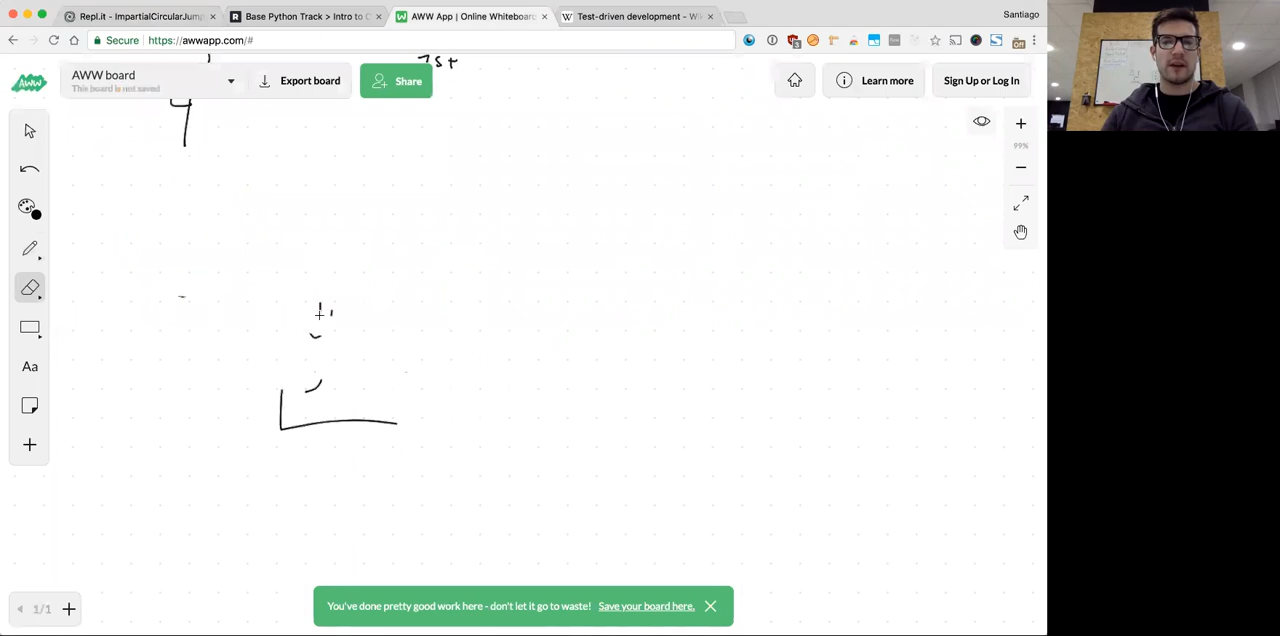 Repl.it - ImpartialCircularJump
Base Python Track > Intro to C
AWW App | Online Whiteboard
Test-driven development - Wi
Santiago
Secure
https://awwapp.com/#
AWW
AWW board
This board is not saved
Export board
Share
Learn more
Sign Up or Log In
99%
Aa
1/1
You've done pretty good work here - don't let it go to waste! Save your board here.